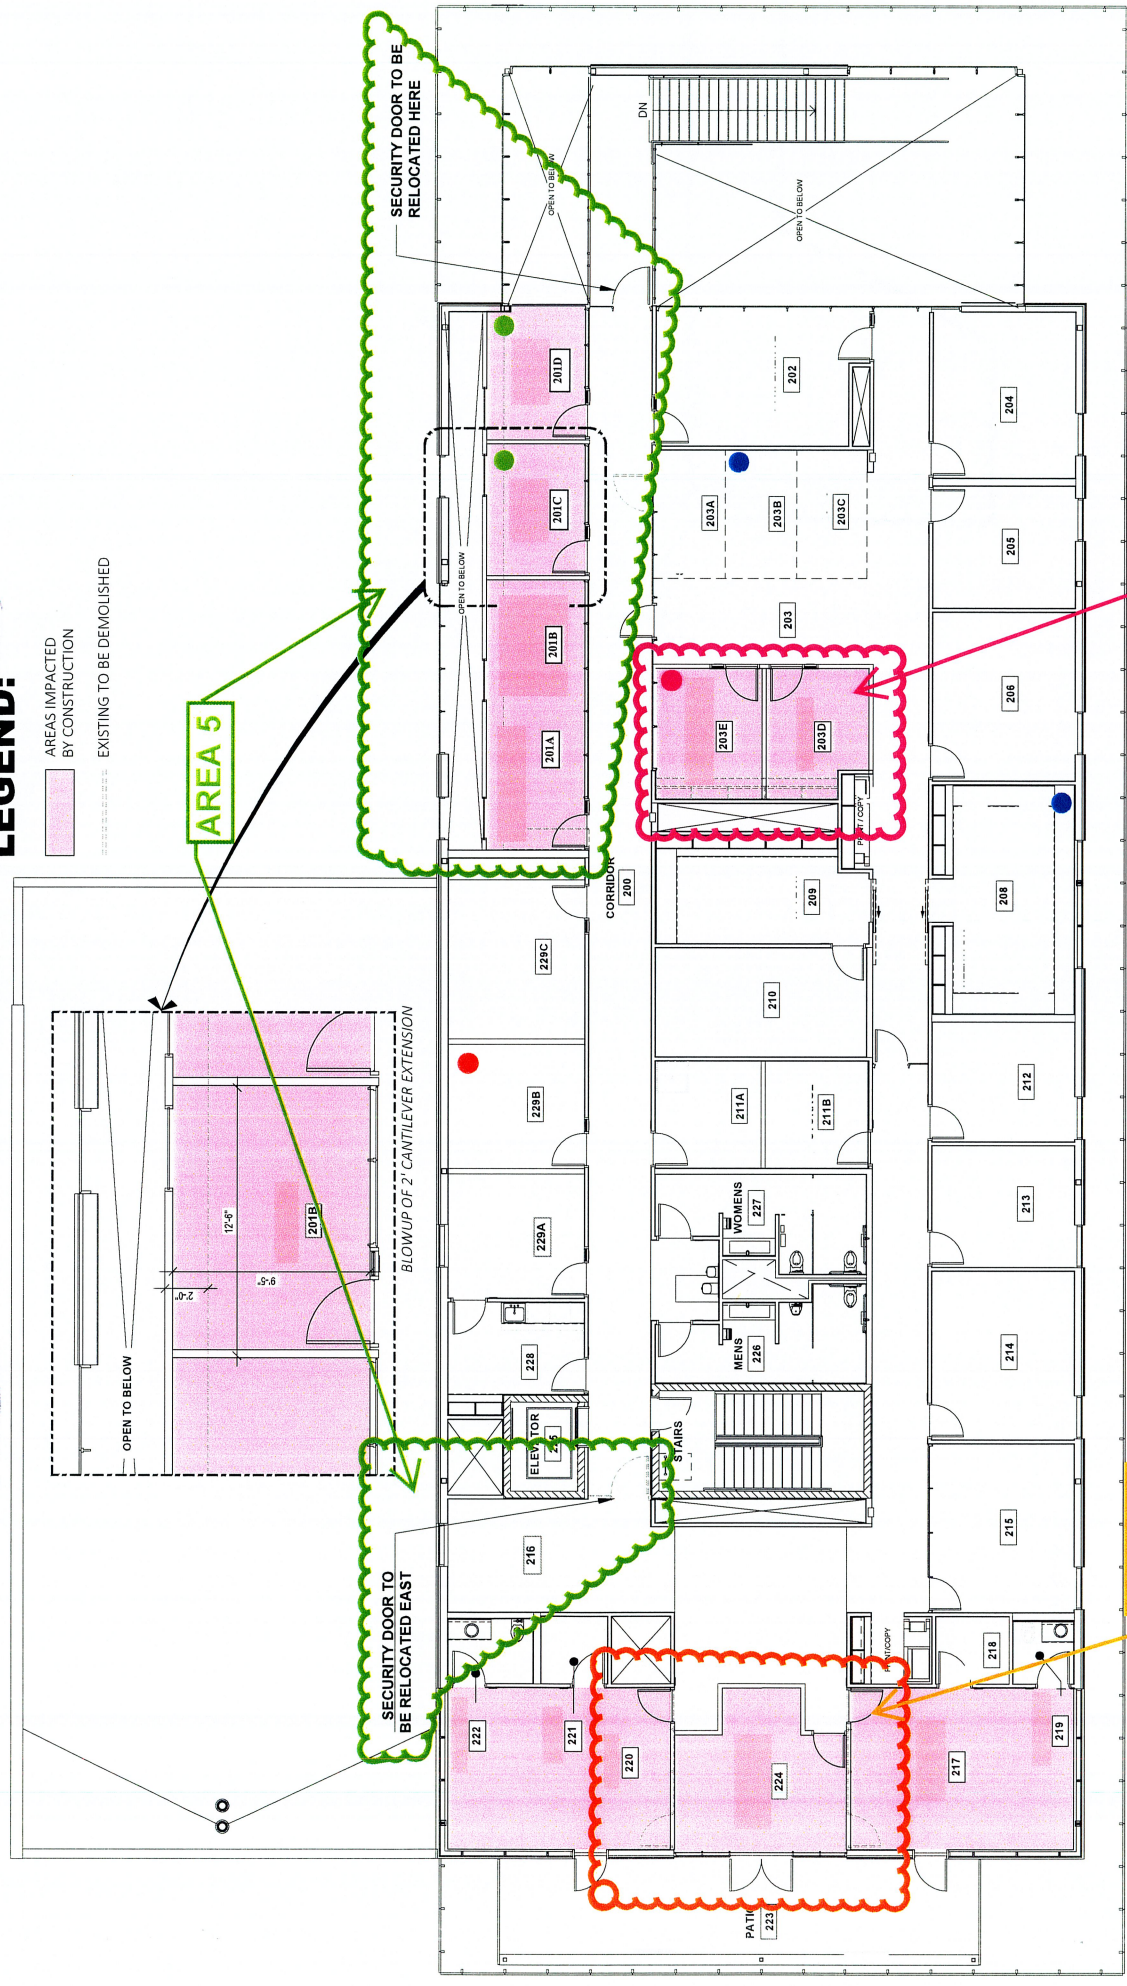 LEGEND:
AREAS IMPACTED
BY CONSTRUCTION
EXISTING TO BE DEMOLISHED
AREA 5
SECURITY DOOR TO BE
RELOCATED HERE
SECURITY DOOR TO
BE RELOCATED EAST
OPEN TO BELOW
12'-6"
2'-0"
9'-5"
201B
BLOWUP OF 2' CANTILEVER EXTENSION
OPEN TO BELOW
OPEN TO BELOW
OPEN TO BELOW
DN
222
221
220
216
ELEVATOR
225
228
229A
229B
229C
201A
201B
201C
201D
CORRIDOR
200
PATIO
223
224
STAIRS
MENS
226
WOMENS
227
211A
211B
210
209
PRINT / COPY
203E
203D
203
203A
203B
203C
202
217
219
218
PRINT/COPY
215
214
213
212
208
206
205
204